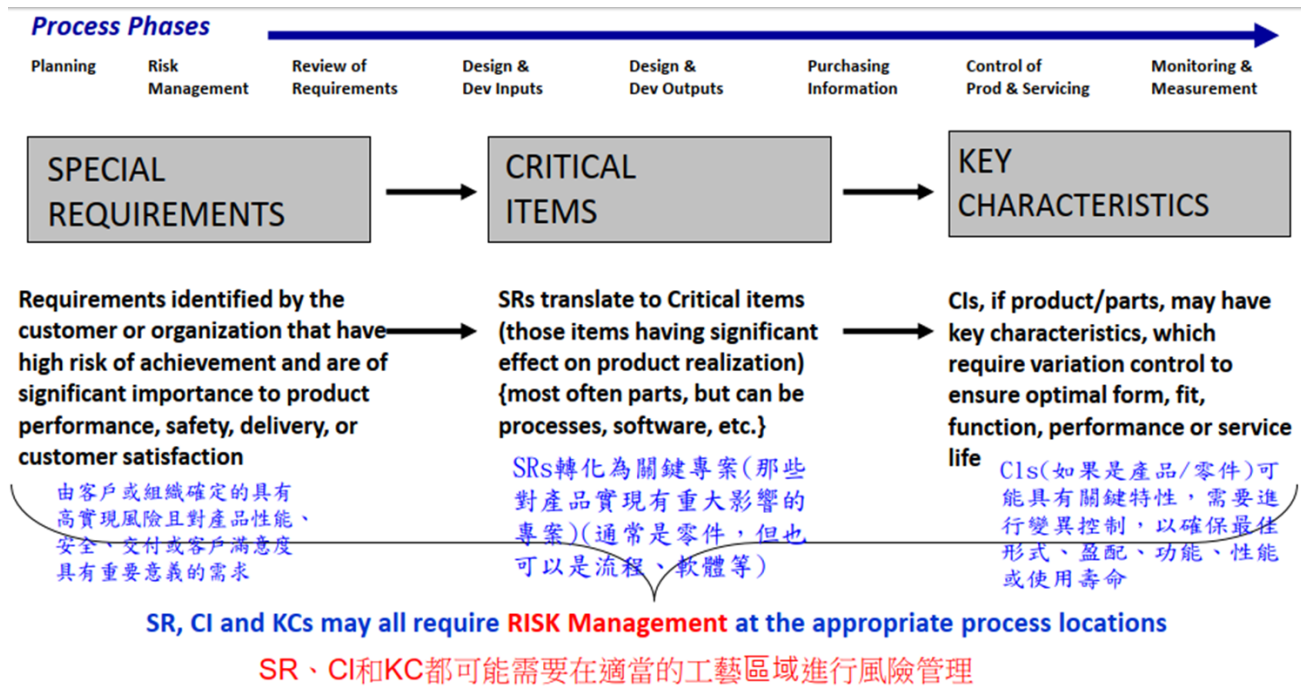 Process Phases
Planning
Risk
Management
Review of
Requirements
Design &
Dev Inputs
Design &
Dev Outputs
Purchasing
Information
Control of
Prod & Servicing
Monitoring &
Measurement
SPECIAL
REQUIREMENTS
CRITICAL
ITEMS
KEY
CHARACTERISTICS
Requirements identified by the
customer or organization that have
high risk of achievement and are of
significant importance to product
performance, safety, delivery, or
customer satisfaction
由客戶或組織確定的具有
高實現風險且對產品性能、
安全、交付或客戶滿意度
具有重要意義的需求
SRs translate to Critical items
(those items having significant
effect on product realization)
{most often parts, but can be
processes, software, etc.}
SRs轉化為關鍵專案(那些
對產品實現有重大影響的
專案)(通常是零件，但也
可以是流程、軟體等)
CIs, if product/parts, may have
key characteristics, which
require variation control to
ensure optimal form, fit,
function, performance or service
life
Cls(如果是產品/零件)可
能具有關鍵特性，需要進
行變異控制，以確保最佳
形式、盈配、功能、性能
或使用壽命
SR, CI and KCs may all require RISK Management at the appropriate process locations
SR、CI和KC都可能需要在適當的工藝區域進行風險管理